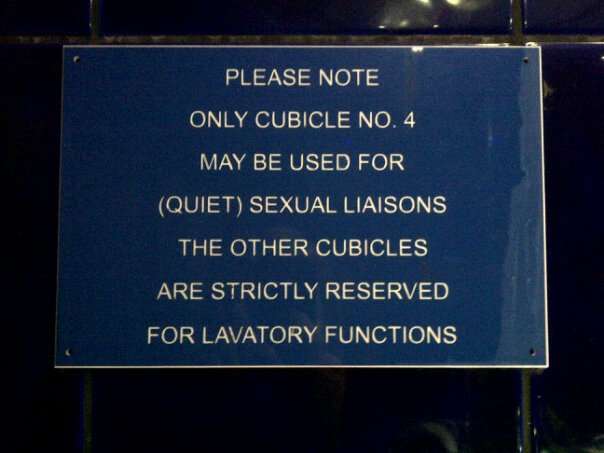 PLEASE NOTE
ONLY CUBICLE NO. 4
MAY BE USED FOR
(QUIET) SEXUAL LIAISONS
THE OTHER CUBICLES
ARE STRICTLY RESERVED
FOR LAVATORY FUNCTIONS